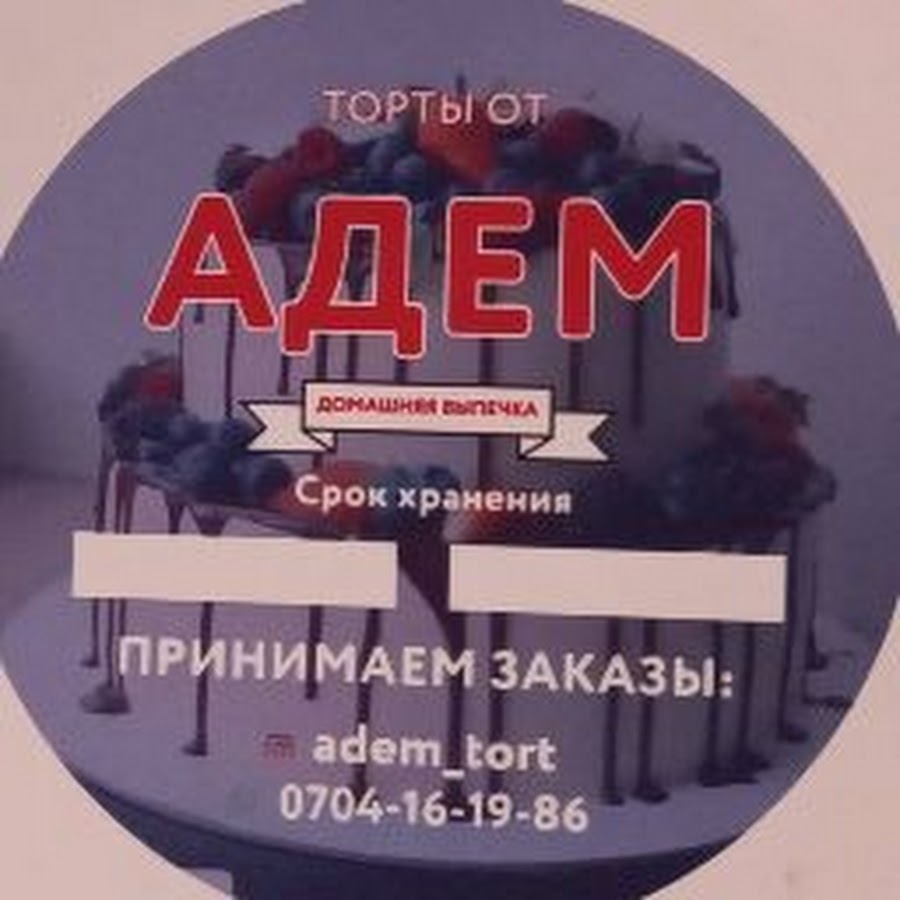 ТОРТЫ ОТ
АДЕМ
ДОМАШНЯЯ ВЫПЕЧКА
Срок хранения
ПРИНИМАЕМ ЗАКАЗЫ:
adem_tort
0704-16-19-86